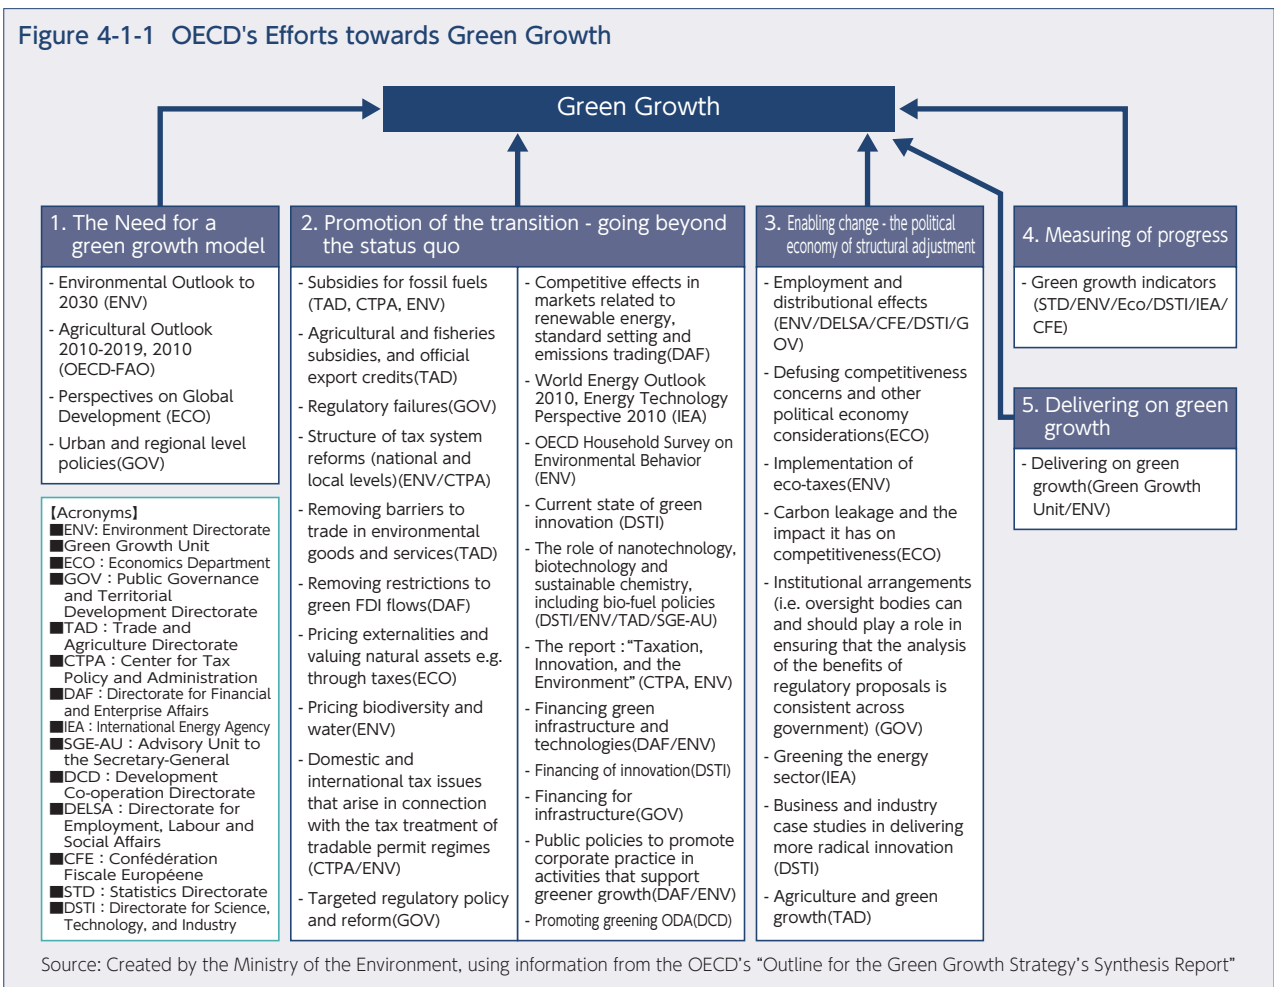 Figure 4-1-1 OECD's Efforts towards Green Growth
Green Growth
1. The Need for a
green growth model
- Environmental Outlook to
2030 (ENV)
- Agricultural Outlook
2010-2019, 2010
(OECD-FAO)
- Perspectives on Global
Development (ECO)
- Urban and regional level
policies(GOV)
【Acronyms】
■ENV: Environment Directorate
■Green Growth Unit
■ECO：Economics Department
■GOV：Public Governance
and Territorial
Development Directorate
■TAD：Trade and
Agriculture Directorate
■CTPA：Center for Tax
Policy and Administration
■DAF：Directorate for Financial
and Enterprise Affairs
■IEA：International Energy Agency
■SGE-AU：Advisory Unit to
the Secretary-General
■DCD：Development
Co-operation Directorate
■DELSA：Directorate for
Employment, Labour and
Social Affairs
■CFE：Confédération
Fiscale Européene
■STD：Statistics Directorate
■DSTI：Directorate for Science,
Technology, and Industry
2. Promotion of the transition - going beyond
the status quo
- Subsidies for fossil fuels
(TAD, CTPA, ENV)
- Agricultural and fisheries
subsidies, and official
export credits(TAD)
- Regulatory failures(GOV)
- Structure of tax system
reforms (national and
local levels)(ENV/CTPA)
- Removing barriers to
trade in environmental
goods and services(TAD)
- Removing restrictions to
green FDI flows(DAF)
- Pricing externalities and
valuing natural assets e.g.
through taxes(ECO)
- Pricing biodiversity and
water(ENV)
- Domestic and
international tax issues
that arise in connection
with the tax treatment of
tradable permit regimes
(CTPA/ENV)
- Targeted regulatory policy
and reform(GOV)
- Competitive effects in
markets related to
renewable energy,
standard setting and
emissions trading(DAF)
- World Energy Outlook
2010, Energy Technology
Perspective 2010 (IEA)
- OECD Household Survey on
Environmental Behavior
(ENV)
- Current state of green
innovation (DSTI)
- The role of nanotechnology,
biotechnology and
sustainable chemistry,
including bio-fuel policies
(DSTI/ENV/TAD/SGE-AU)
- The report : "Taxation,
Innovation, and the
Environment" (CTPA, ENV)
- Financing green
infrastructure and
technologies(DAF/ENV)
- Financing of innovation(DSTI)
- Financing for
infrastructure(GOV)
- Public policies to promote
corporate practice in
activities that support
greener growth(DAF/ENV)
- Promoting greening ODA(DCD)
3. Enabling change - the political
economy of structural adjustment
- Employment and
distributional effects
(ENV/DELSA/CFE/DSTI/G
OV)
- Defusing competitiveness
concerns and other
political economy
considerations(ECO)
- Implementation of
eco-taxes(ENV)
- Carbon leakage and the
impact it has on
competitiveness(ECO)
- Institutional arrangements
(i.e. oversight bodies can
and should play a role in
ensuring that the analysis
of the benefits of
regulatory proposals is
consistent across
government) (GOV)
- Greening the energy
sector(IEA)
- Business and industry
case studies in delivering
more radical innovation
(DSTI)
- Agriculture and green
growth(TAD)
4. Measuring of progress
- Green growth indicators
(STD/ENV/Eco/DSTI/IEA/
CFE)
5. Delivering on green
growth
- Delivering on green
growth(Green Growth
Unit/ENV)
Source: Created by the Ministry of the Environment, using information from the OECD's "Outline for the Green Growth Strategy's Synthesis Report"